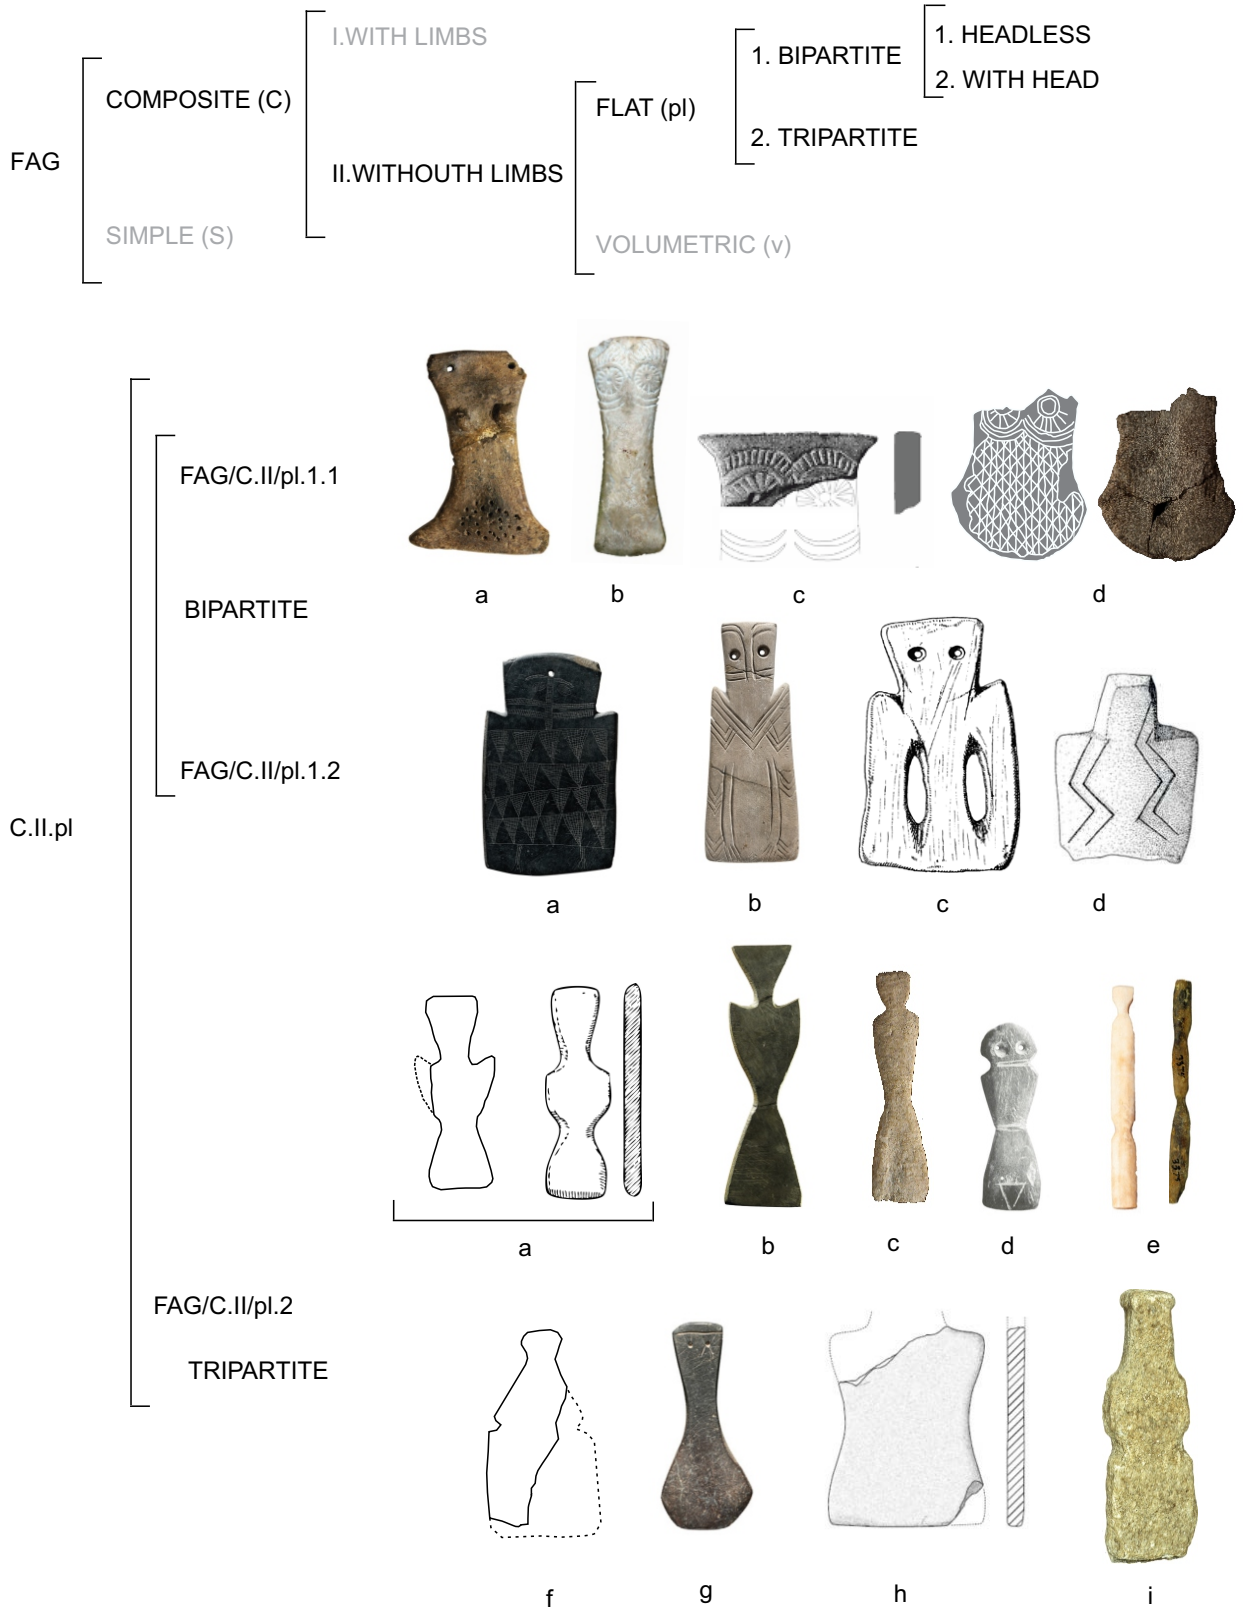 FAG
COMPOSITE (C)
SIMPLE (S)
I.WITH LIMBS
II.WITHOUTH LIMBS
FLAT (pl)
VOLUMETRIC (v)
1. BIPARTITE
2. TRIPARTITE
1. HEADLESS
2. WITH HEAD
C.II.pl
FAG/C.II/pl.1.1
a b c d
BIPARTITE
FAG/C.II/pl.1.2
a b c d
a b c d e
FAG/C.II/pl.2
TRIPARTITE
f g h i